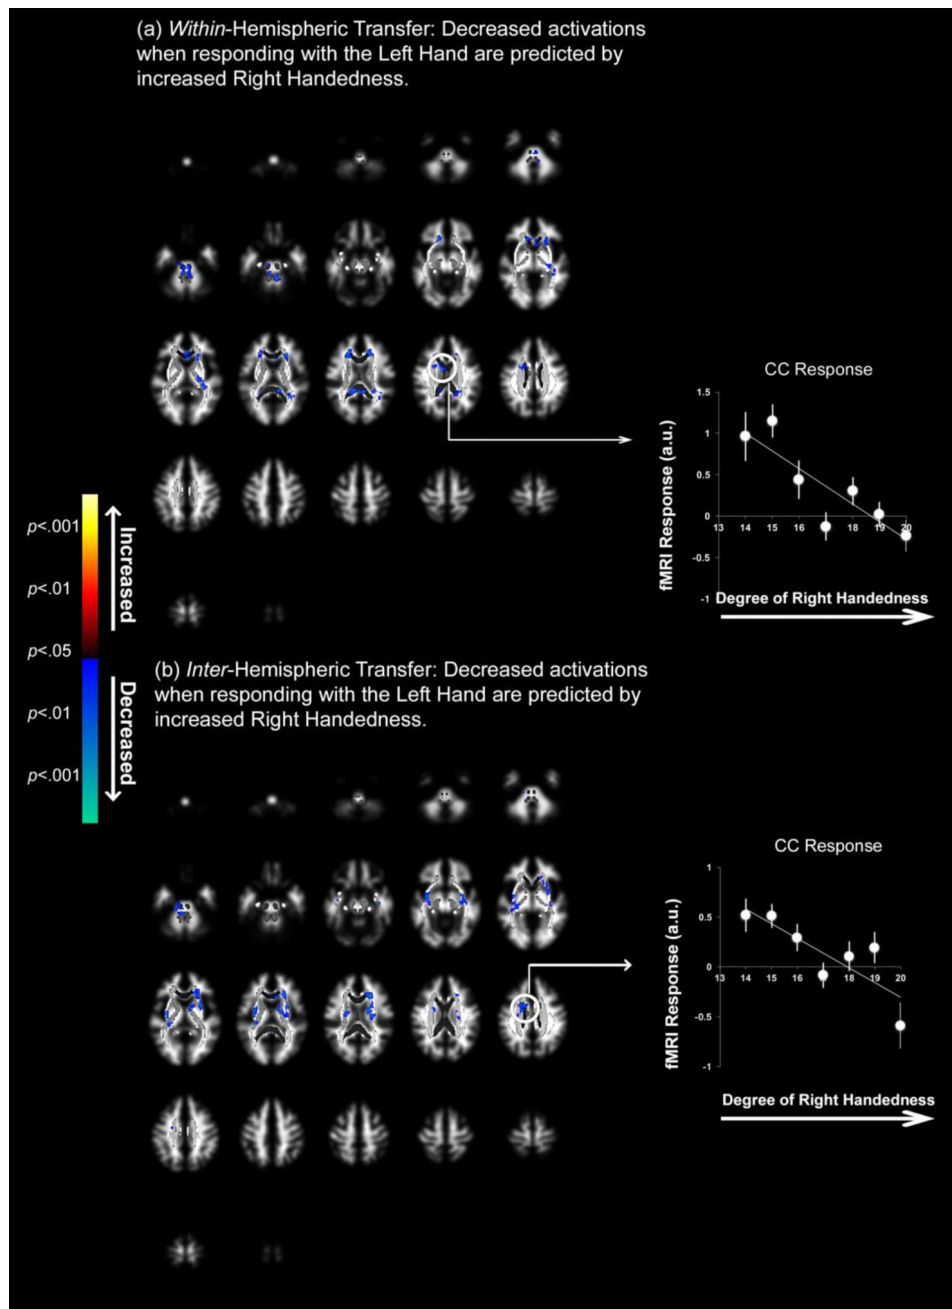 (a) Within-Hemispheric Transfer: Decreased activations
when responding with the Left Hand are predicted by
increased Right Handedness.
CC Response
fMRI Response (a.u.)
1.5
1
0.5
0
-0.5
-1
13 14 15 16 17 18 19 20
Degree of Right Handedness
p<.001
p<.01
p<.05
p<.01
p<.001
Increased
Decreased
(b) Inter-Hemispheric Transfer: Decreased activations
when responding with the Left Hand are predicted by
increased Right Handedness.
CC Response
fMRI Response (a.u.)
1
0.5
0
-0.5
-1
13 14 15 16 17 18 19 20
Degree of Right Handedness